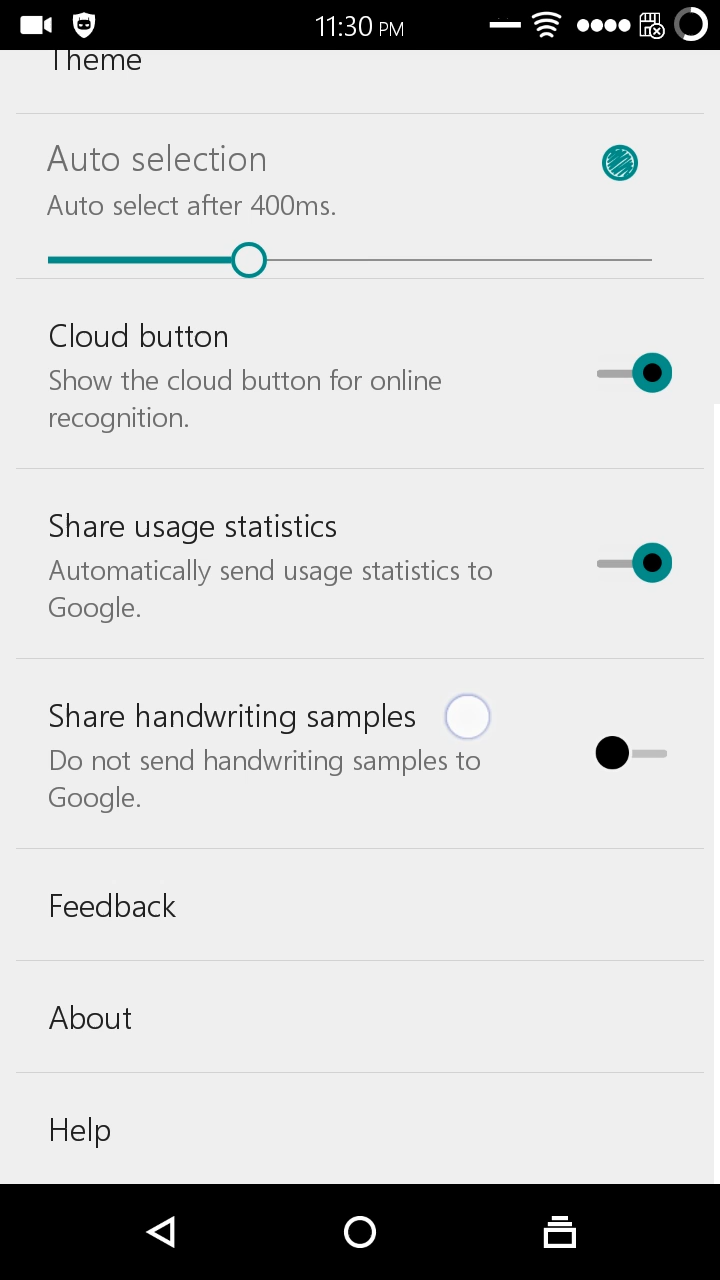 11:30 PM
Theme
Auto selection
Auto select after 400ms.
Cloud button
Show the cloud button for online
recognition.
Share usage statistics
Automatically send usage statistics to
Google.
Share handwriting samples
Do not send handwriting samples to
Google.
Feedback
About
Help